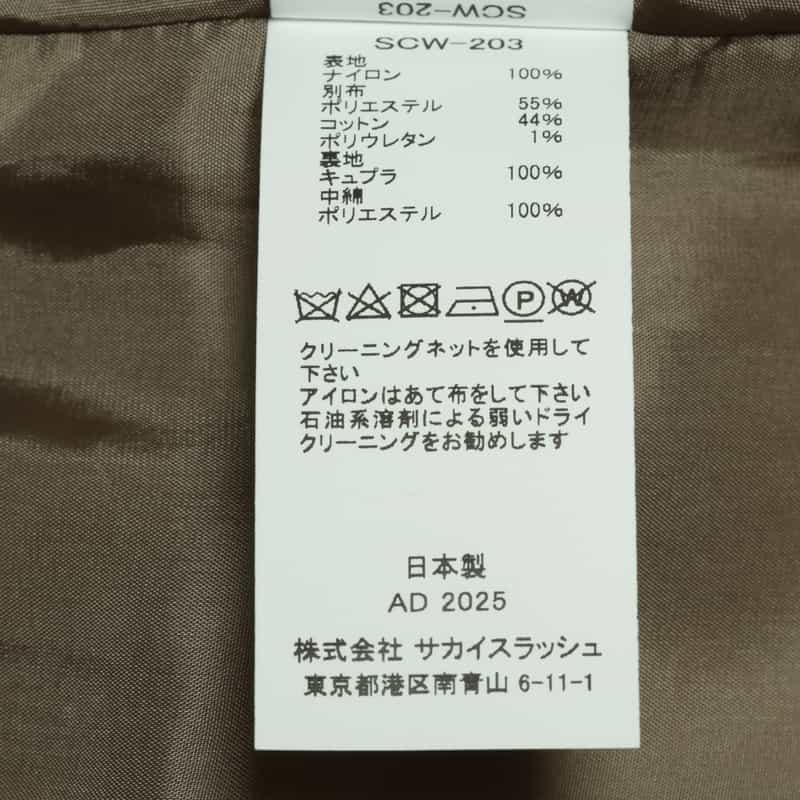 SCW-203
SCW-203
表地
ナイロン 100%
別布
ポリエステル 55%
コットン 44%
ポリウレタン 1%
裏地
キュプラ 100%
中綿
ポリエステル 100%
P W
クリーニングネットを使用して
下さい
アイロンはあて布をして下さい
石油系溶剤による弱いドライ
クリーニングをお勧めします
日本製
AD 2025
株式会社 サカイスラッシュ
東京都港区南青山 6-11-1